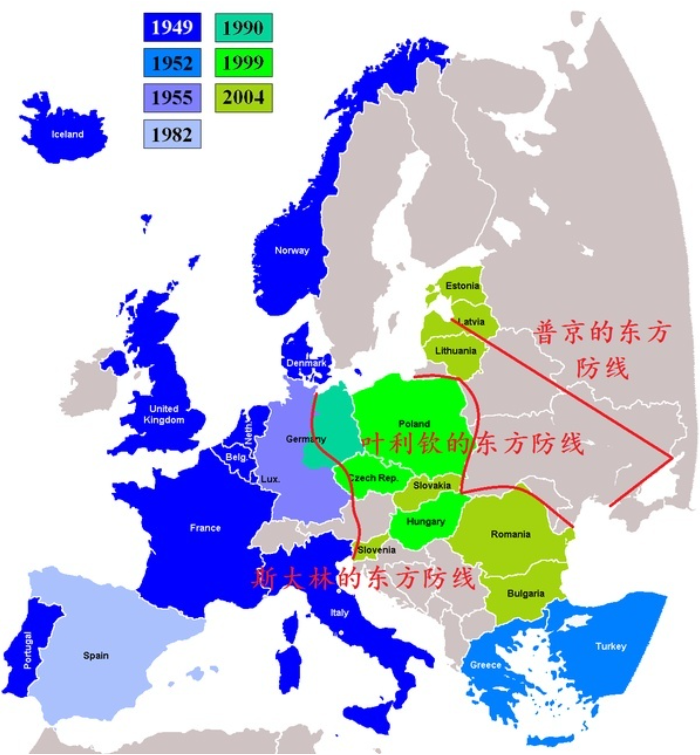 1949
1990
1952
1999
1955
2004
1982
Iceland
Norway
Estonia
Latvia
Lithuania
普京的东方
防线
Denmark
United
Kingdom
Neth.
Belg.
Lux.
Germany
Poland
叶利钦的东方防线
Czech Rep.
Slovakia
France
Hungary
Romania
Slovenia
斯大林的东方防线
Bulgaria
Italy
Portugal
Spain
Greece
Turkey